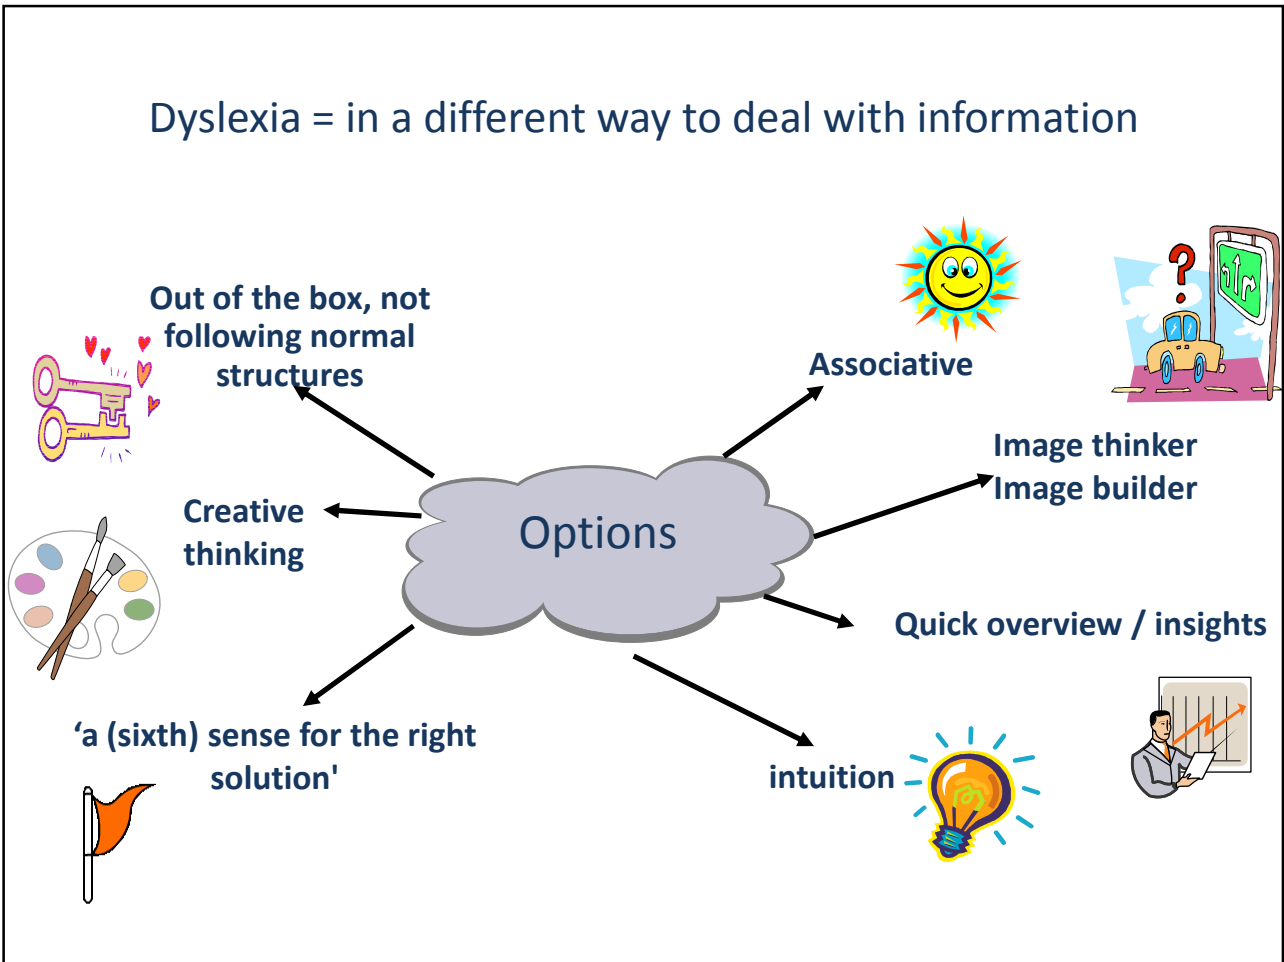 Dyslexia = in a different way to deal with information
Out of the box, not
following normal
structures
Associative
?
Image thinker
Image builder
Creative
thinking
Options
Quick overview / insights
‘a (sixth) sense for the right
solution'
intuition